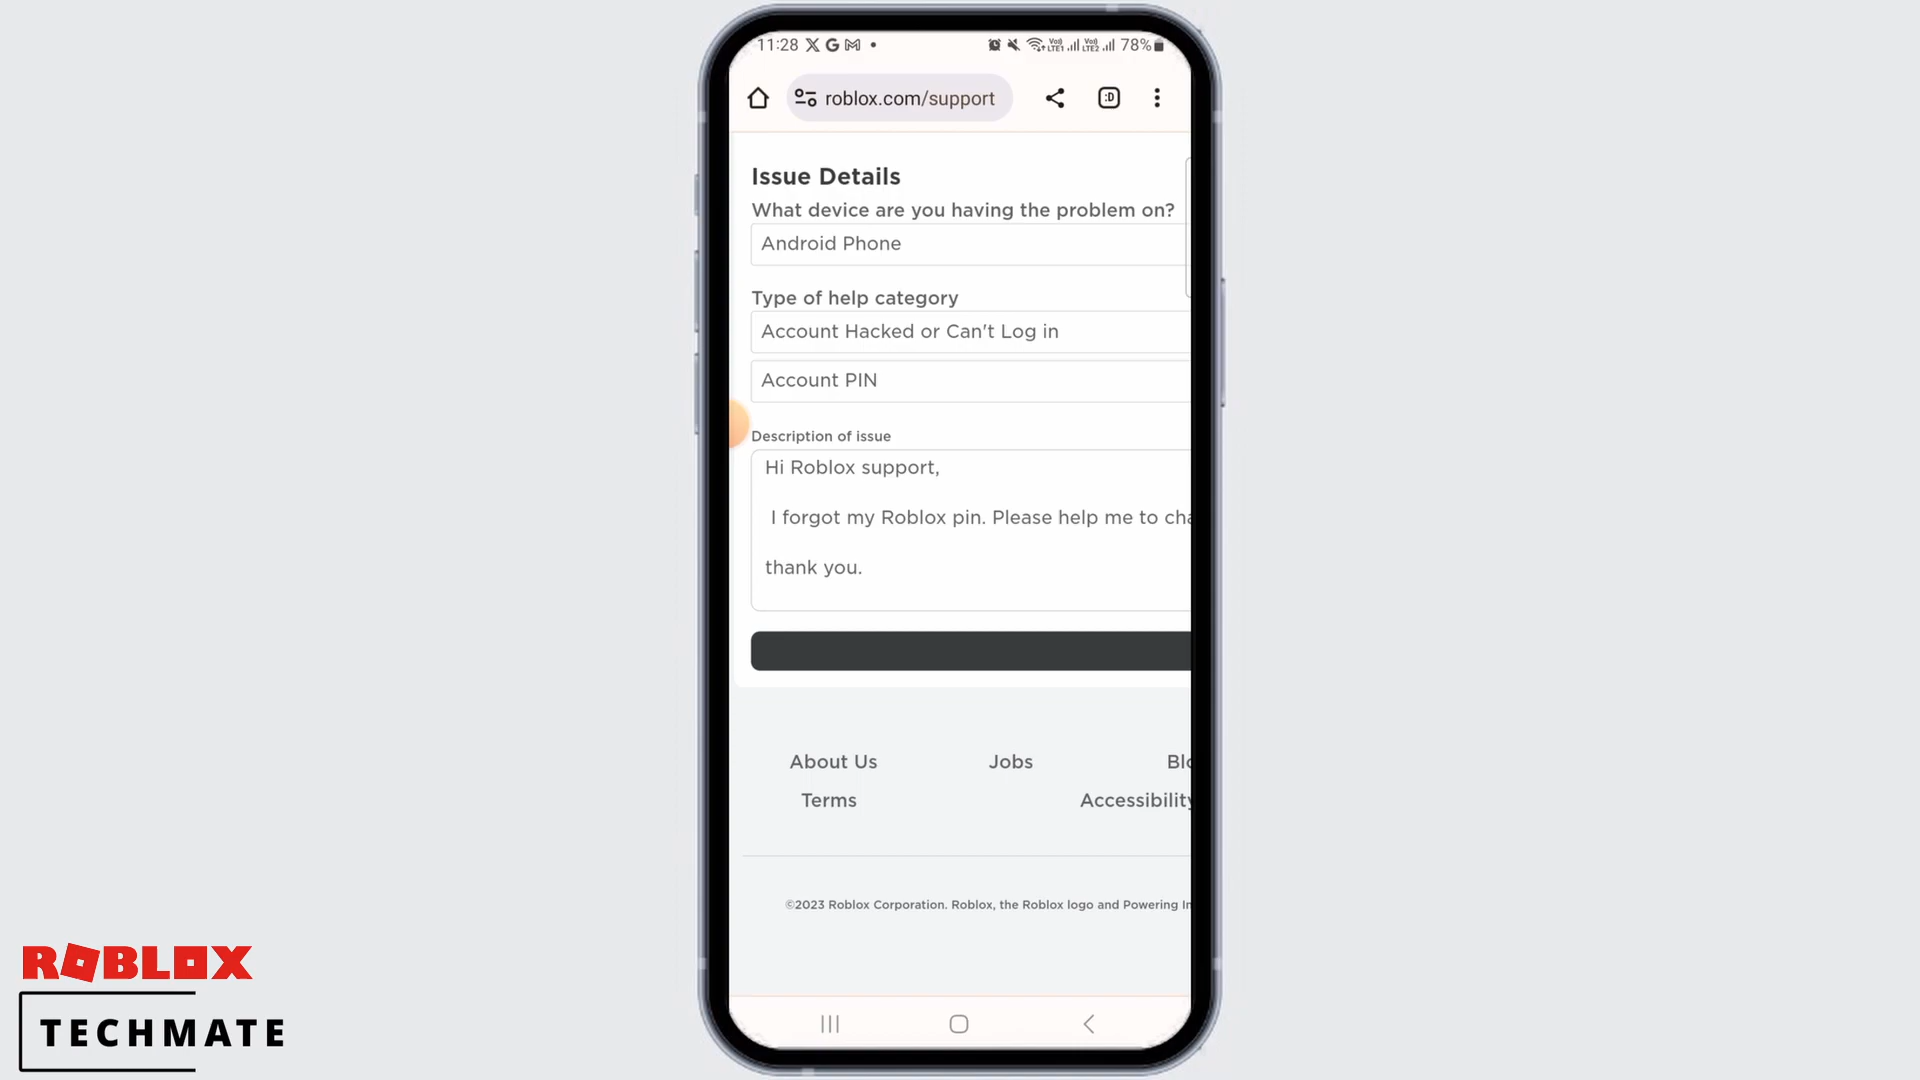 11:28
78%
roblox.com/support
Issue Details
What device are you having the problem on?
Android Phone
Type of help category
Account Hacked or Can't Log in
Account PIN
Description of issue
Hi Roblox support,
I forgot my Roblox pin. Please help me to cha
thank you.
About Us
Jobs
Blo
Terms
Accessibility
©2023 Roblox Corporation. Roblox, the Roblox logo and Powering In
ROBLOX
TECHMATE